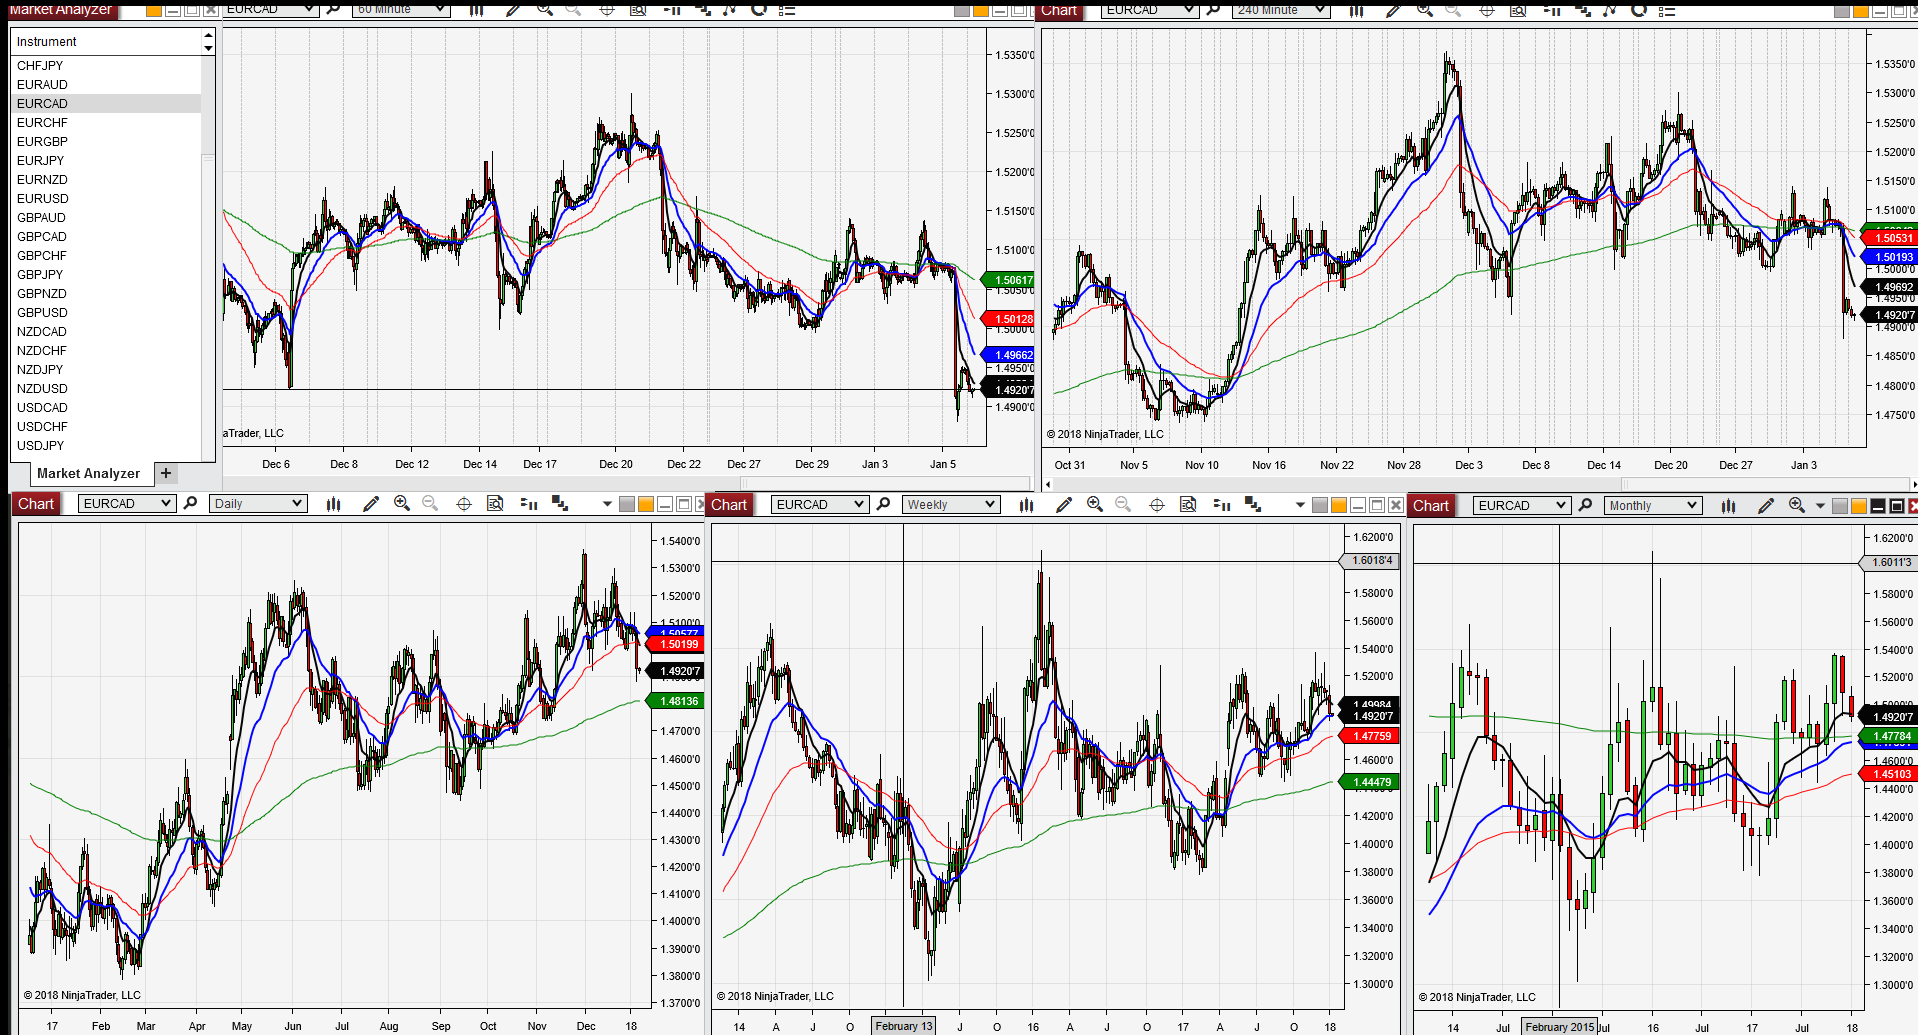 Market Analyzer
EURCAD 60 Minute
Chart EURCAD 240 Minute
Instrument
CHFJPY
EURAUD
EURCAD
EURCHF
EURGBP
EURJPY
EURNZD
EURUSD
GBPAUD
GBPCAD
GBPCHF
GBPJPY
GBPNZD
GBPUSD
NZDCAD
NZDCHF
NZDJPY
NZDUSD
USDCAD
USDCHF
USDJPY
Market Analyzer +
1.5350'0
1.5300'0
1.5250'0
1.5200'0
1.5150'0
1.5100'0
1.50617
1.5050'0
1.50128
1.5000'0
1.49662
1.4950'0
1.4920'7
1.4900'0
aTrader, LLC
Dec 6 Dec 8 Dec 12 Dec 14 Dec 17 Dec 20 Dec 22 Dec 27 Dec 29 Jan 3 Jan 5
1.5350'0
1.5300'0
1.5250'0
1.5200'0
1.5150'0
1.5100'0
1.50531
1.50193
1.5000'0
1.49692
1.4950'0
1.4920'7
1.4900'0
1.4850'0
1.4800'0
1.4750'0
© 2018 NinjaTrader, LLC
Oct 31 Nov 5 Nov 10 Nov 16 Nov 22 Nov 28 Dec 3 Dec 8 Dec 14 Dec 20 Dec 27 Jan 3
Chart EURCAD Daily
1.5400'0
1.5300'0
1.5200'0
1.5100'0
1.50577
1.50199
1.4920'7
1.48136
1.4700'0
1.4600'0
1.4500'0
1.4400'0
1.4300'0
1.4200'0
1.4100'0
1.4000'0
1.3900'0
1.3800'0
1.3700'0
© 2018 NinjaTrader, LLC
17 Feb Mar Apr May Jun Jul Aug Sep Oct Nov Dec 18
Chart EURCAD Weekly
1.6200'0
1.6018'4
1.5800'0
1.5600'0
1.5400'0
1.5200'0
1.49984
1.4920'7
1.47759
1.4600'0
1.44479
1.4200'0
1.4000'0
1.3800'0
1.3600'0
1.3400'0
1.3200'0
1.3000'0
© 2018 NinjaTrader, LLC
14 A J O February 13 J O 16 A J O 17 A J O 18
Chart EURCAD Monthly
1.6200'0
1.6011'3
1.5800'0
1.5600'0
1.5400'0
1.5200'0
1.4920'7
1.47784
1.45103
1.4400'0
1.4200'0
1.4000'0
1.3800'0
1.3600'0
1.3400'0
1.3200'0
1.3000'0
© 2018 NinjaTrader, LLC
14 Jul February 2015 Jul 16 Jul 17 Jul 18